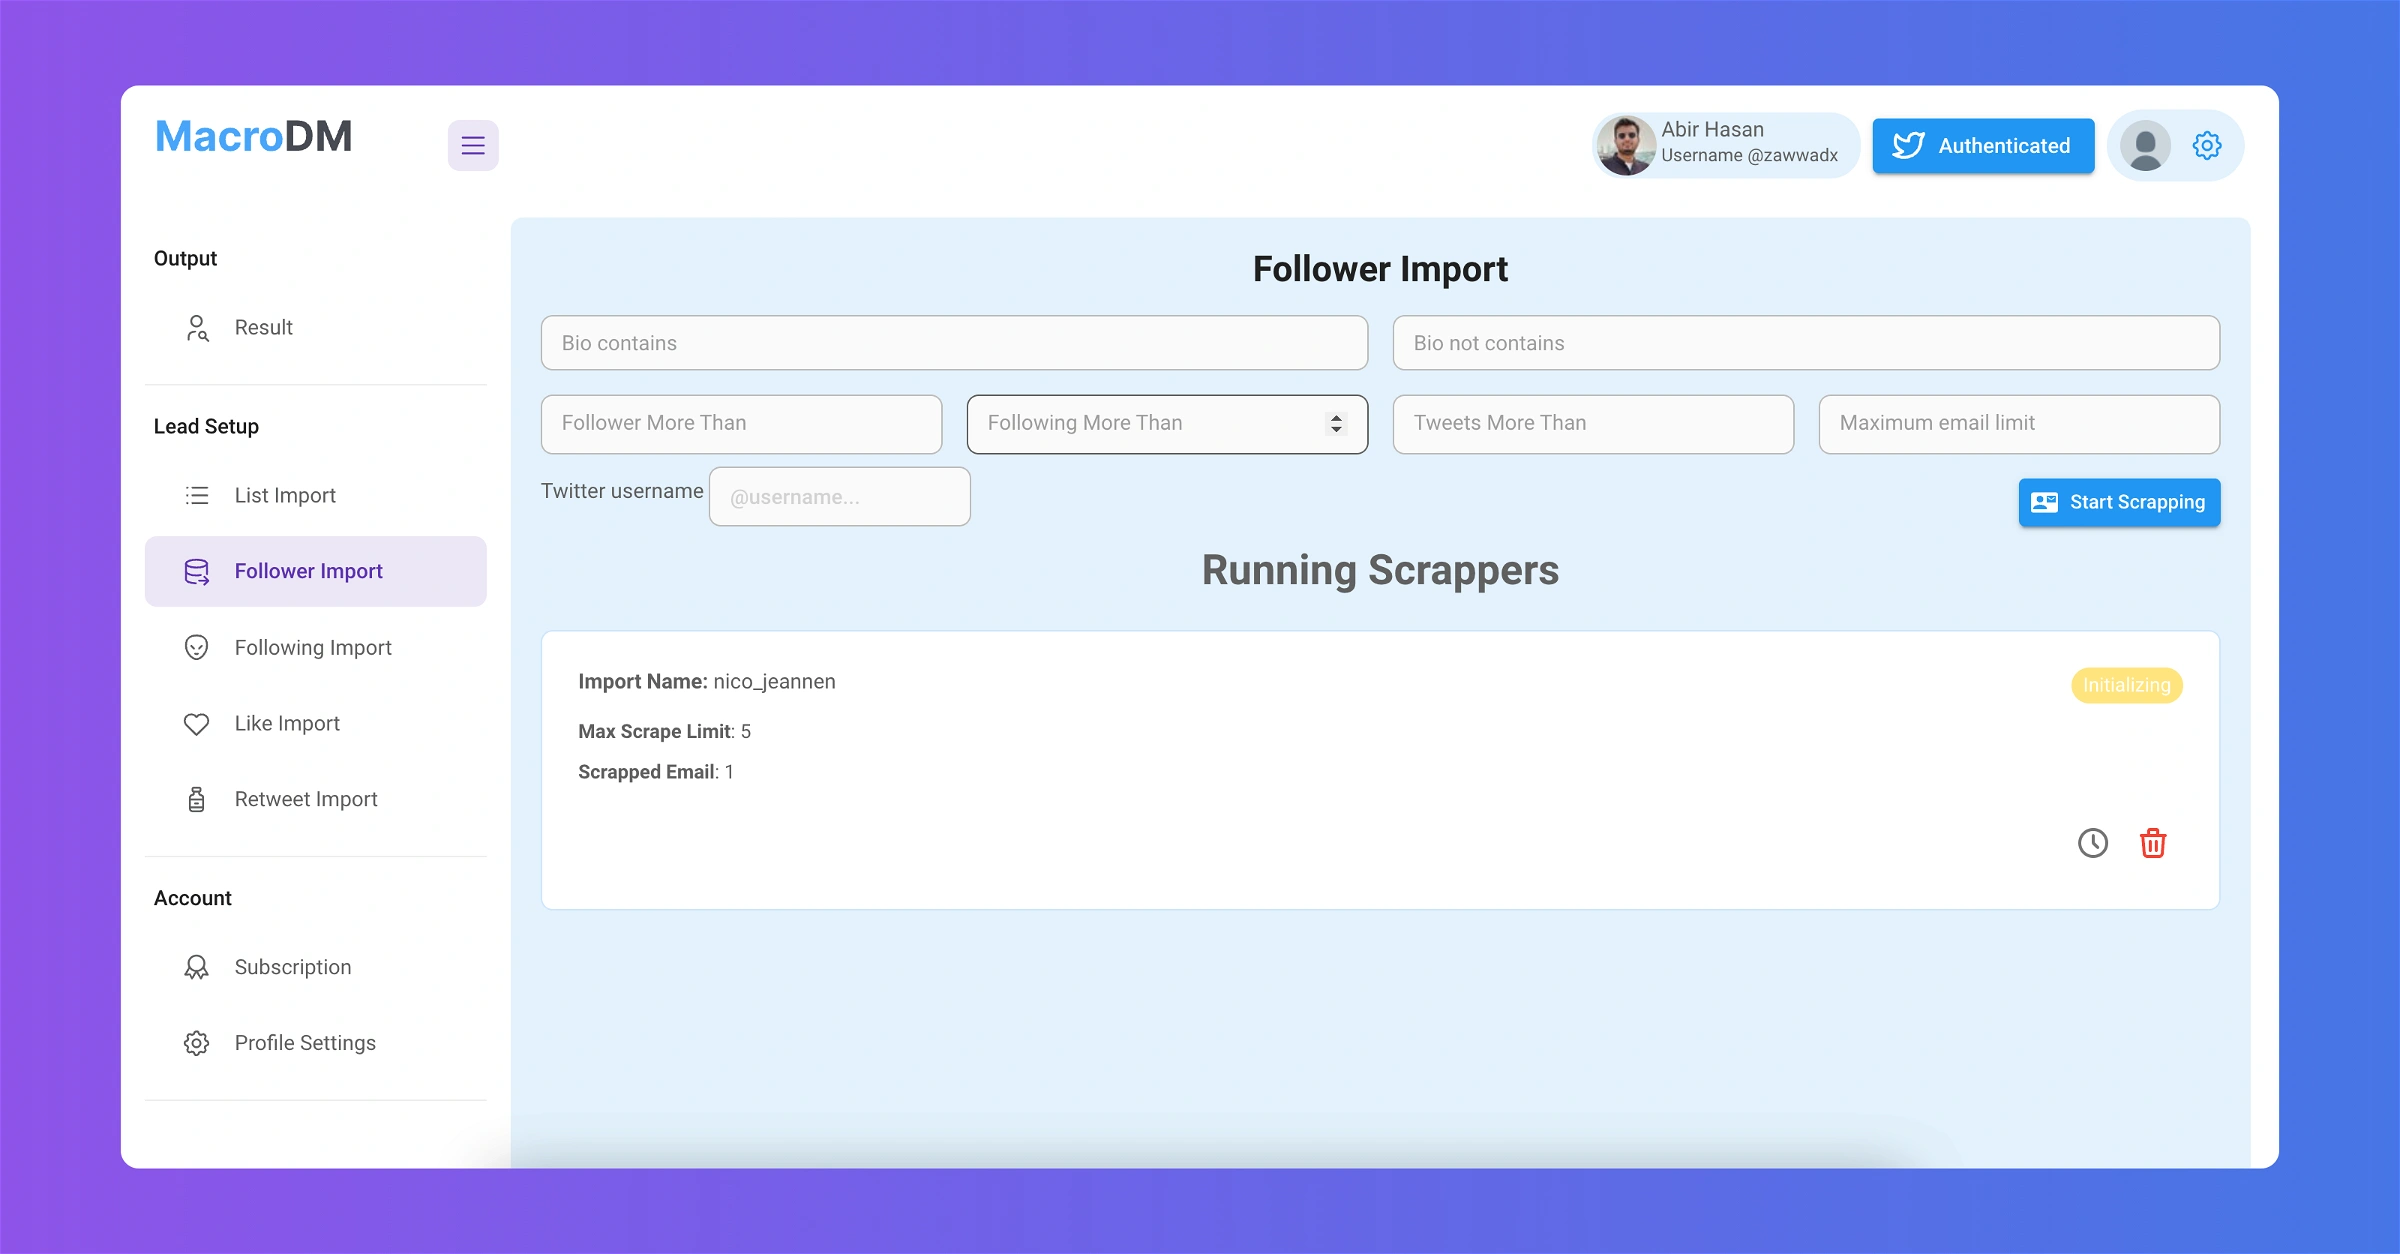 MacroDM
Abir Hasan
Username @zawwadx
Authenticated
Output
Result
Lead Setup
List Import
Follower Import
Following Import
Like Import
Retweet Import
Account
Subscription
Profile Settings
Follower Import
Bio contains
Bio not contains
Follower More Than
Following More Than
Tweets More Than
Maximum email limit
Twitter username
@username...
Start Scrapping
Running Scrappers
Import Name: nico_jeannen
Initializing
Max Scrape Limit: 5
Scrapped Email: 1